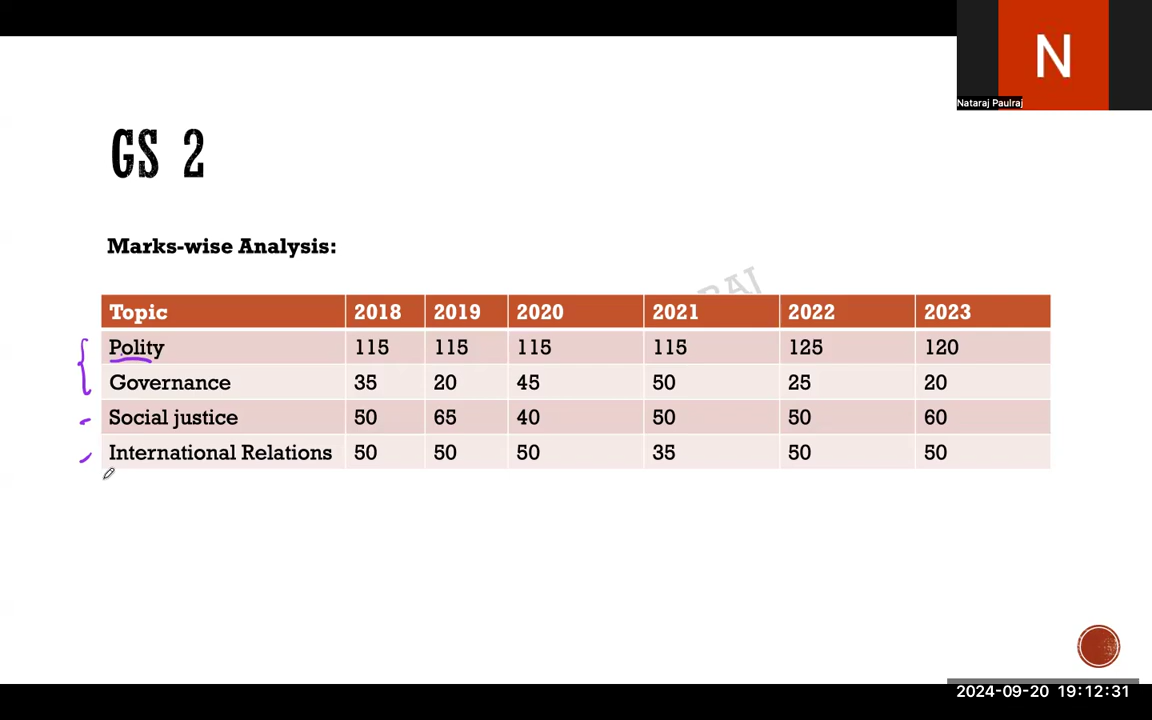 N
Nataraj Paulraj
GS 2
Marks-wise Analysis:
Topic 2018 2019 2020 2021 2022 2023
Polity 115 115 115 115 125 120
Governance 35 20 45 50 25 20
Social justice 50 65 40 50 50 60
International Relations 50 50 50 35 50 50
2024-09-20 19:12:31